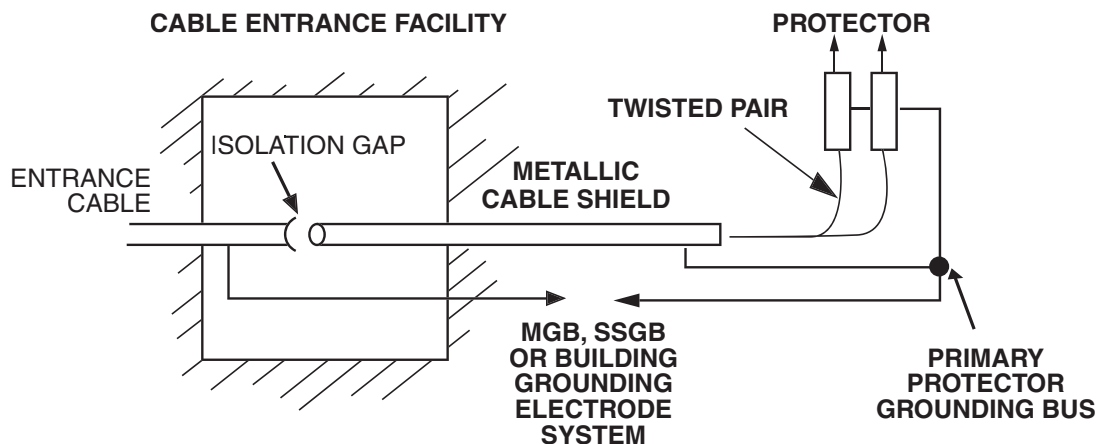 CABLE ENTRANCE FACILITY
PROTECTOR
TWISTED PAIR
ISOLATION GAP
ENTRANCE
CABLE
METALLIC
CABLE SHIELD
MGB, SSGB
OR BUILDING
GROUNDING
ELECTRODE
SYSTEM
PRIMARY
PROTECTOR
GROUNDING BUS